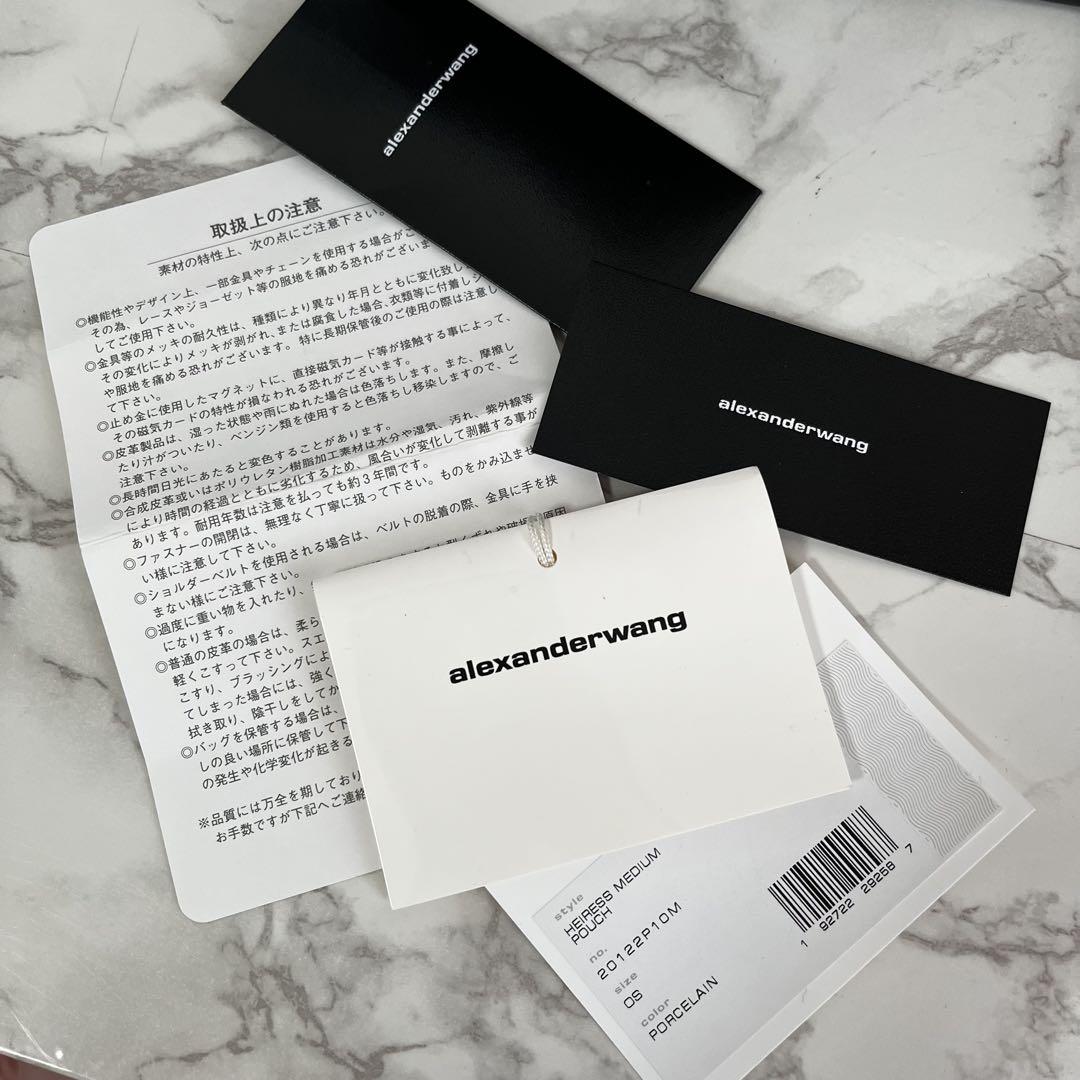 alexanderwang
取扱上の注意
素材の特性上、次の点にご注意下さい。
◎機能性やデザイン上、一部金具やチェーンを使用する場合がご
その為、レースやジョーゼット等の服地を痛める恐れがございま
してご使用下さい。
◎金具等のメッキの耐久性は、種類により異なり年月とともに変化致し
その変化によりメッキが剥がれ、または腐食した場合、衣類等に付着しシ
や服地を痛める恐れがございます。特に長期保管後のご使用の際は注意し
て下さい。
◎止め金に使用したマグネットに、直接磁気カード等が接触する事によって、
その磁気カードの特性が損なわれる恐れがございます。
◎皮革製品は、湿った状態や雨にぬれた場合は色落ちします。また、摩擦し
たり汁がついたり、ベンジン類を使用すると色落ちし移染しますので、ご
注意下さい。
◎長時間日光にあたると変色することがあります。
◎合成皮革或いはポリウレタン樹脂加工素材は水分や湿気、汚れ、紫外線等
により時間の経過とともに劣化するため、風合いが変化して剥離する事が
あります。耐用年数は注意を払っても約3年間です。
◎ファスナーの開閉は、無理なく丁寧に扱って下さい。ものをかみ込ませ
い様に注意して下さい。
◎ショルダーベルトを使用される場合は、ベルトの脱着の際、金具に手を挟
まない様にご注意下さい。
◎過度に重い物を入れたり、
になります。
◎普通の皮革の場合は、柔ら
軽くこすって下さい。スエ
こすり、ブラッシングによ
てしまった場合には、強く
拭き取り、陰干しをしてか
◎バッグを保管する場合は、
しの良い場所に保管して下
の発生や化学変化が起きる
※品質には万全を期しており
お手数ですが下記へご連絡
alexanderwang
alexanderwang
style
HEIRESS MEDIUM
POUCH
no.
20122P10M
size
OS
color
PORCELAIN
1 92722 29258 7